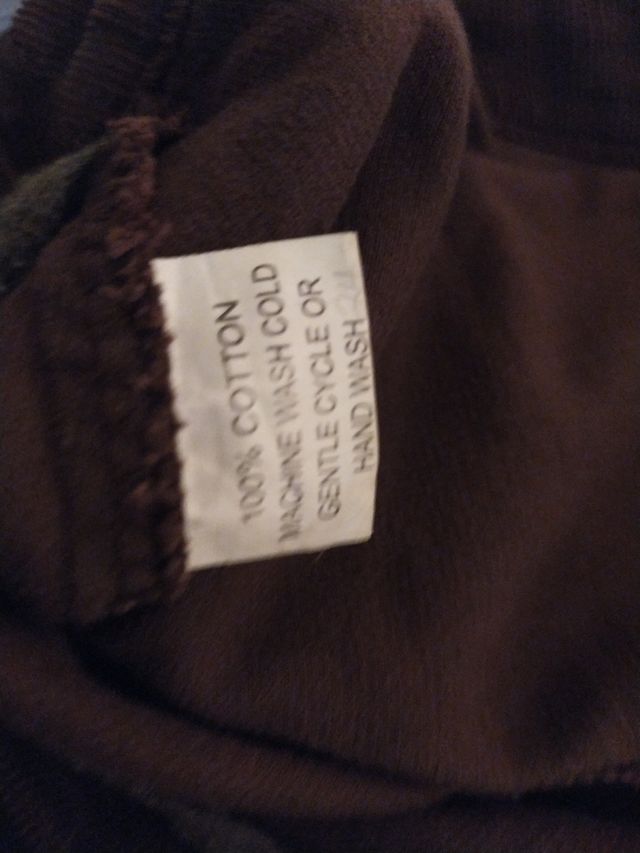 100% COTTON
MACHINE WASH COLD
GENTLE CYCLE OR
HAND WASH